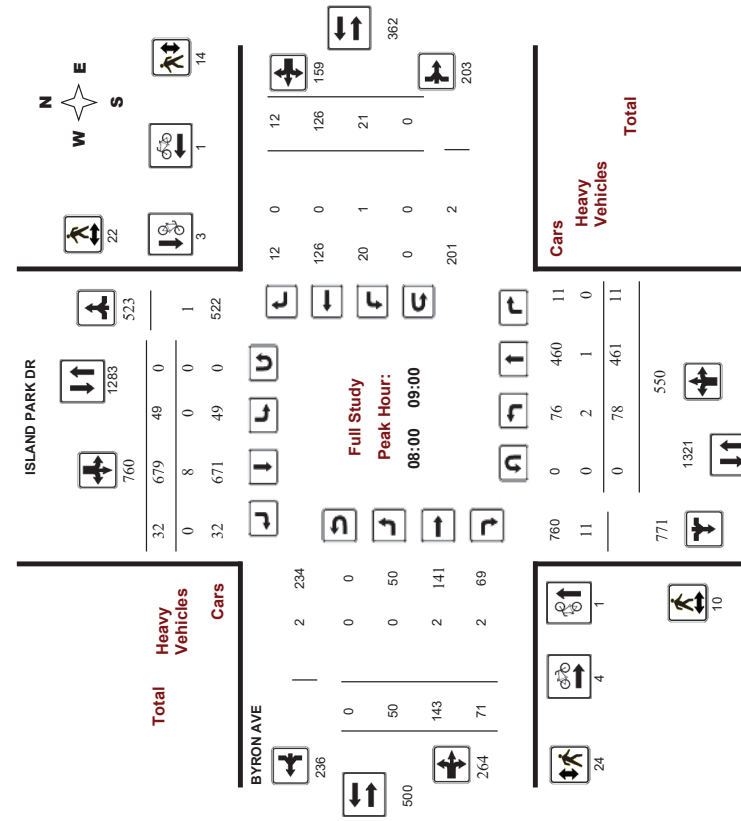 ISLAND PARK DR
N
W E
S
22
14
3
1
523
1283
760
32 679 49 0 1
0 8 0 0
32 671 49 0 522
Total
Heavy
Vehicles
Cars
BYRON AVE
236
500
264
2 234
0 0 0
50 0 50
143 2 141
71 2 69
Full Study
Peak Hour:
08:00 09:00
12 0 12
126 0 126
20 1 21
0 0 0
201 2
159
362
203
Cars
Heavy
Vehicles
Total
760 0 76 460 11
11 0 2 1 0
0 78 461 11
771
1321
550
24
4
1
10